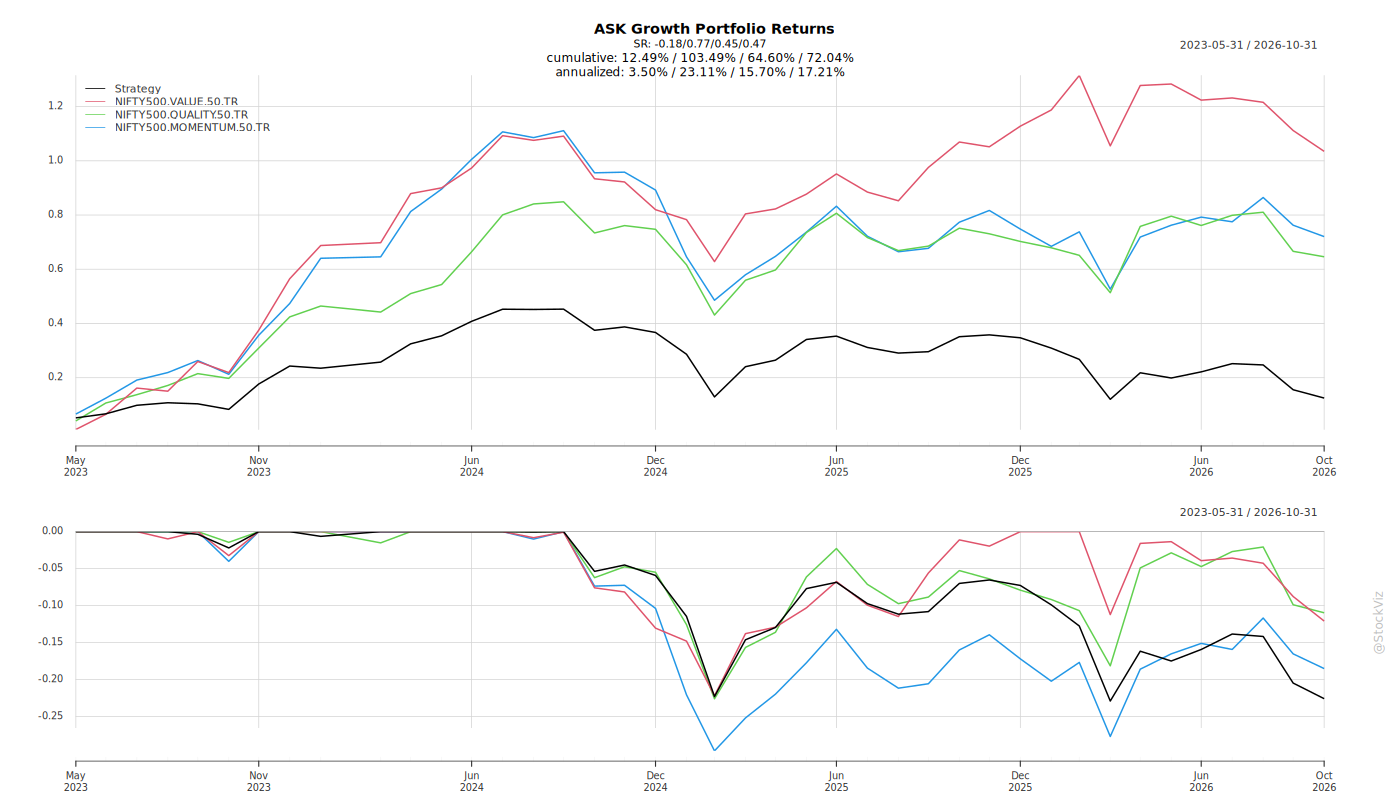 ASK Growth Portfolio Returns
SR: -0.18/0.77/0.45/0.47
cumulative: 12.49% / 103.49% / 64.60% / 72.04%
annualized: 3.50% / 23.11% / 15.70% / 17.21%
2023-05-31 / 2026-10-31
Strategy
NIFTY500.VALUE.50.TR
NIFTY500.QUALITY50.TR
NIFTY500.MOMENTUM.50.TR
1.2
1.0
0.8
0.6
0.4
0.2
May Nov Jun Dec Jun Dec Jun Oct
2023 2023 2024 2024 2025 2025 2026 2026
2023-05-31 / 2026-10-31
0.00
-0.05
-0.10
-0.15
-0.20
-0.25
May Nov Jun Dec Jun Dec Jun Oct
2023 2023 2024 2024 2025 2025 2026 2026
@StockViz